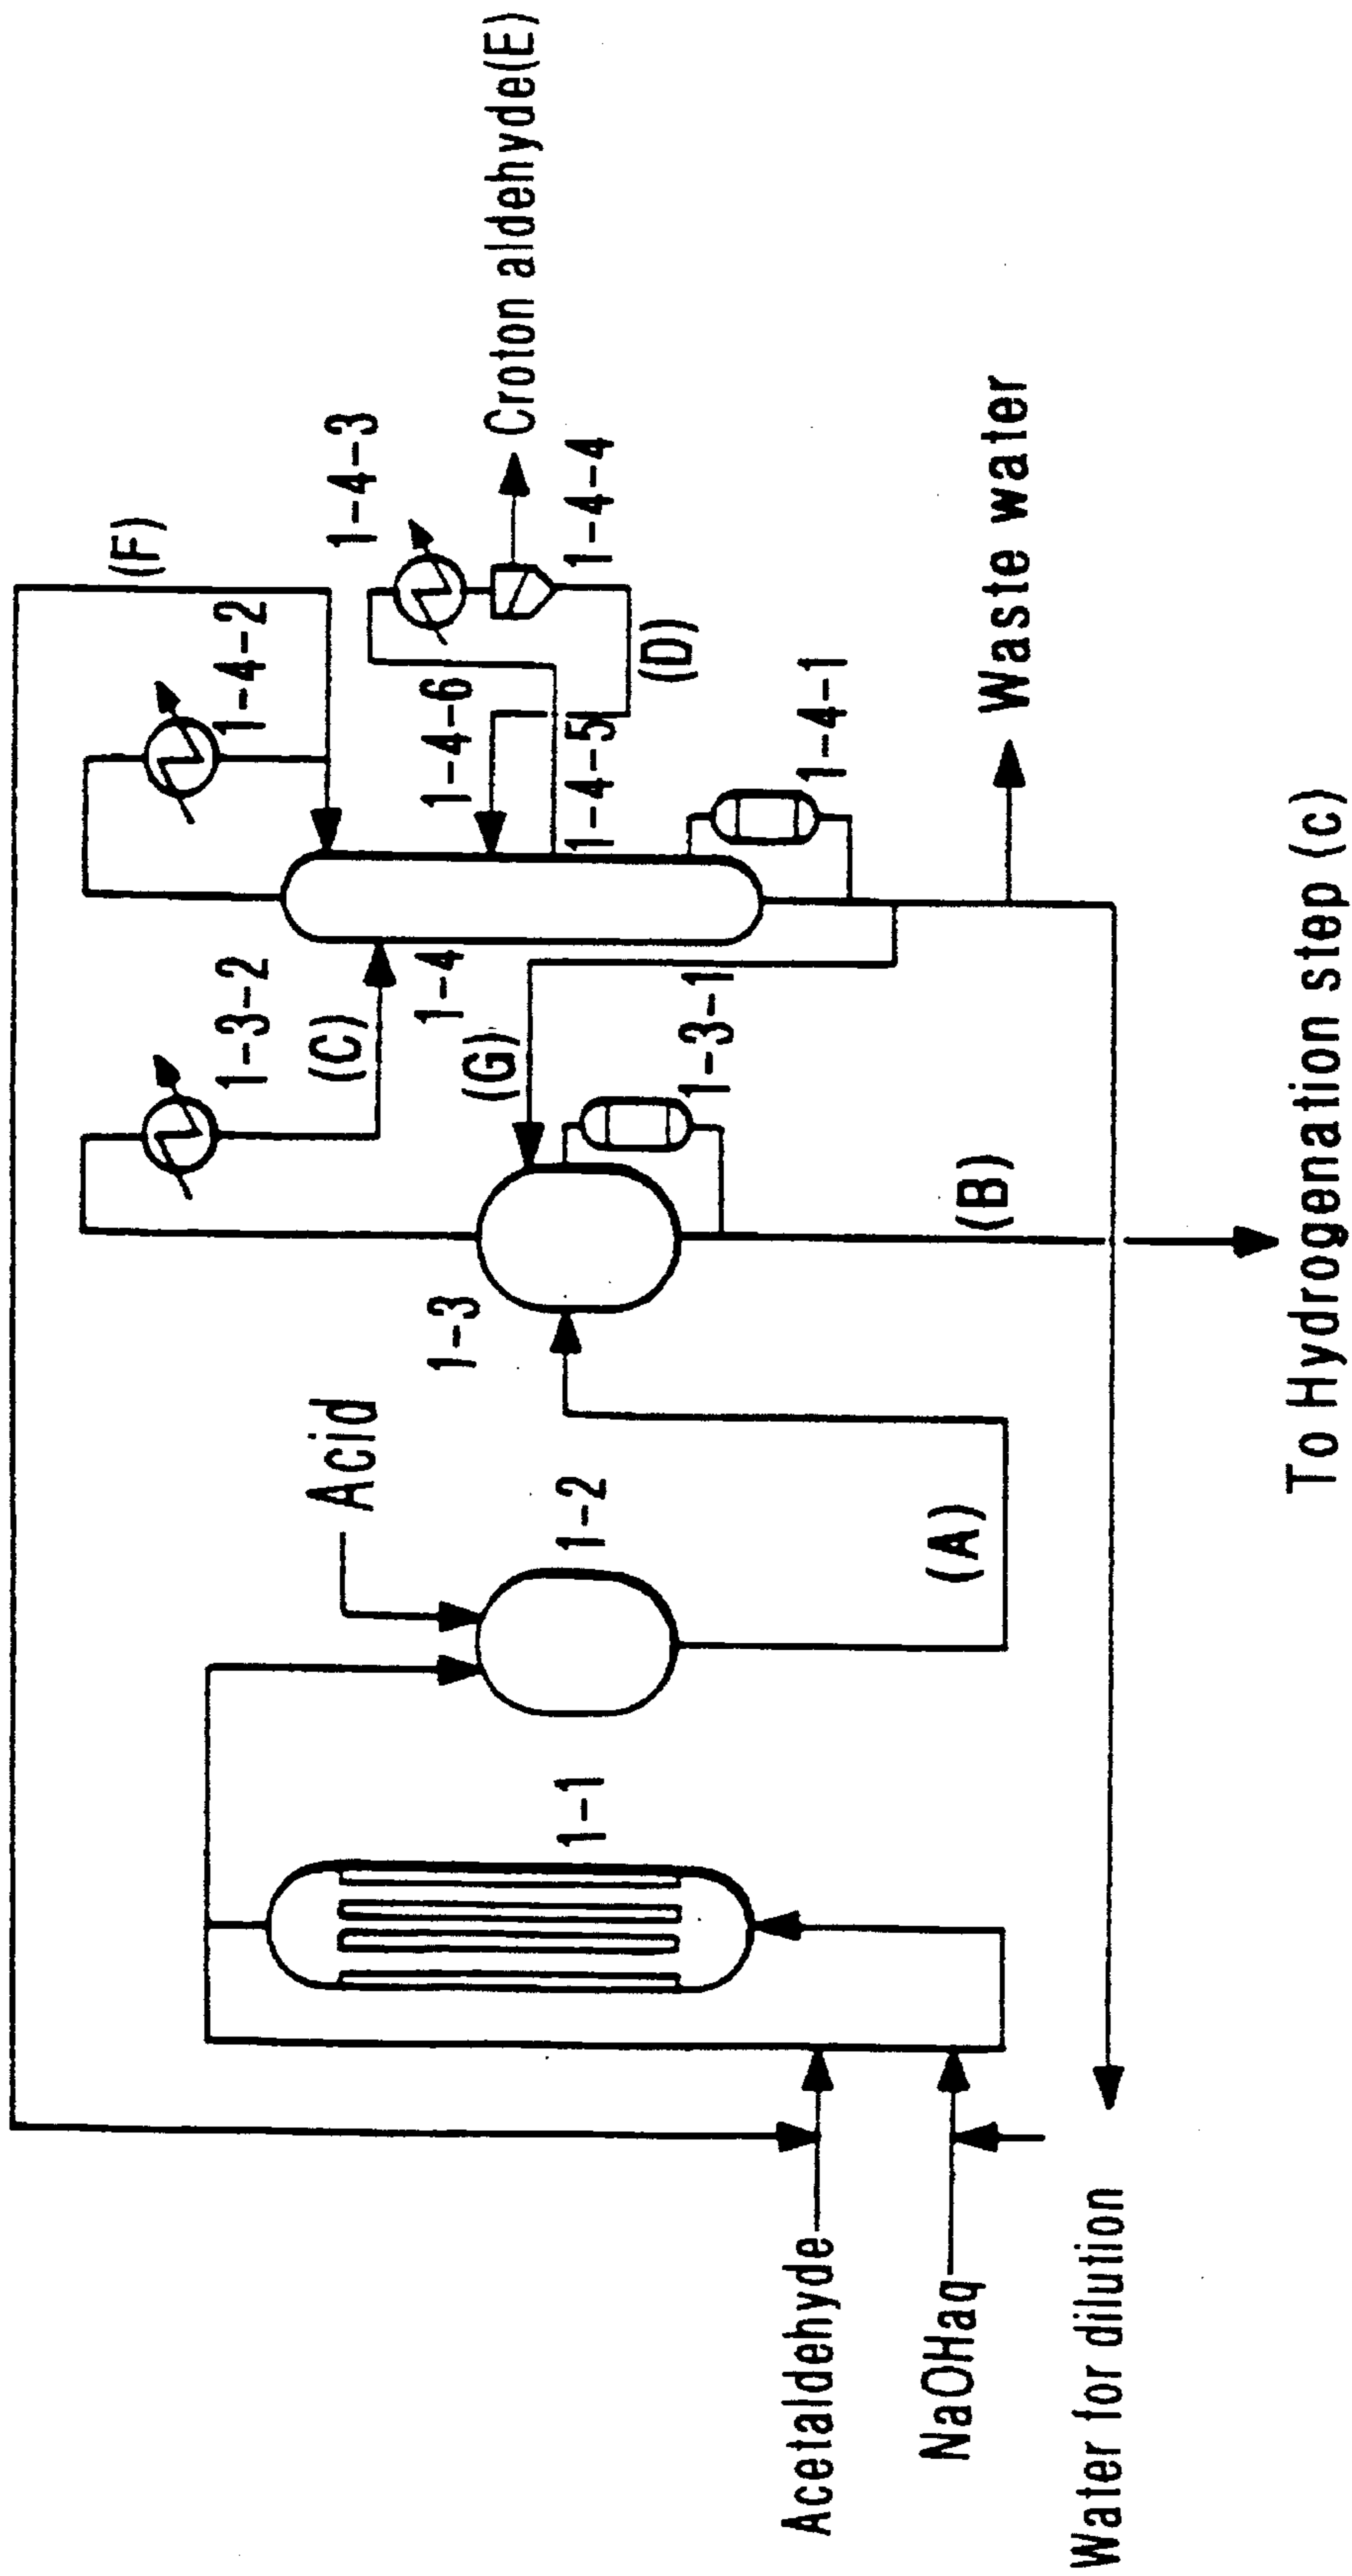 (F)
1-4-2
1-3-2
1-4-3
(C)
Acid
1-4-6
1-4
1-3
(G)
Croton aldehyde(E)
1-4-4
1-4-5
1-2
1-1
(D)
1-3-1
1-4-1
Acetaldehyde
(A)
(B)
NaOHaq
Waste water
Water for dilution
To Hydrogenation step (c)